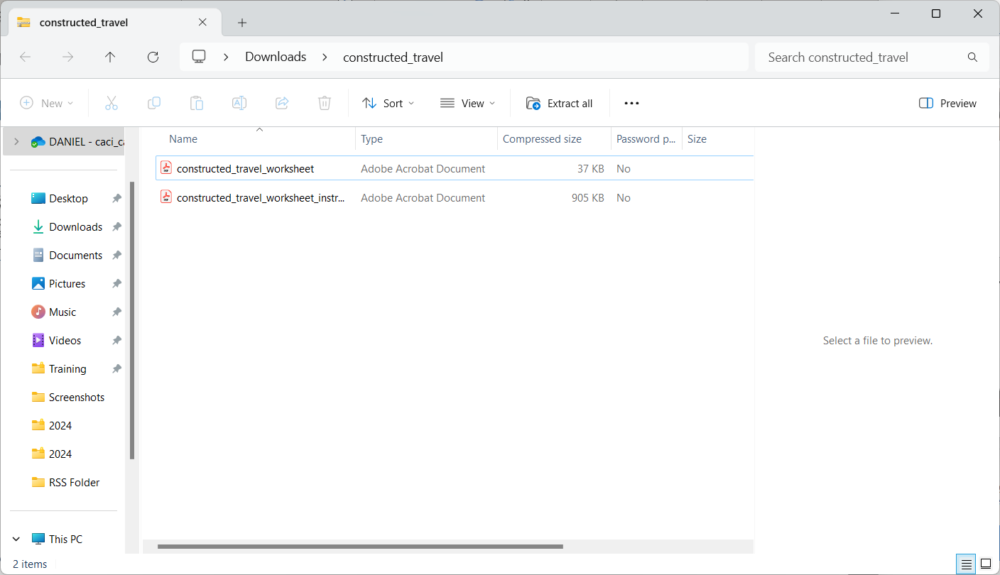 constructed_travel
Downloads
constructed_travel
Search constructed_travel
New
Sort
View
Extract all
Preview
DANIEL - caci_c
Name
Type
Compressed size
Password p...
Size
constructed_travel_worksheet
Adobe Acrobat Document
37 KB
No
constructed_travel_worksheet_instr...
Adobe Acrobat Document
905 KB
No
Desktop
Downloads
Documents
Pictures
Music
Videos
Training
Screenshots
2024
2024
RSS Folder
This PC
Select a file to preview.
2 items